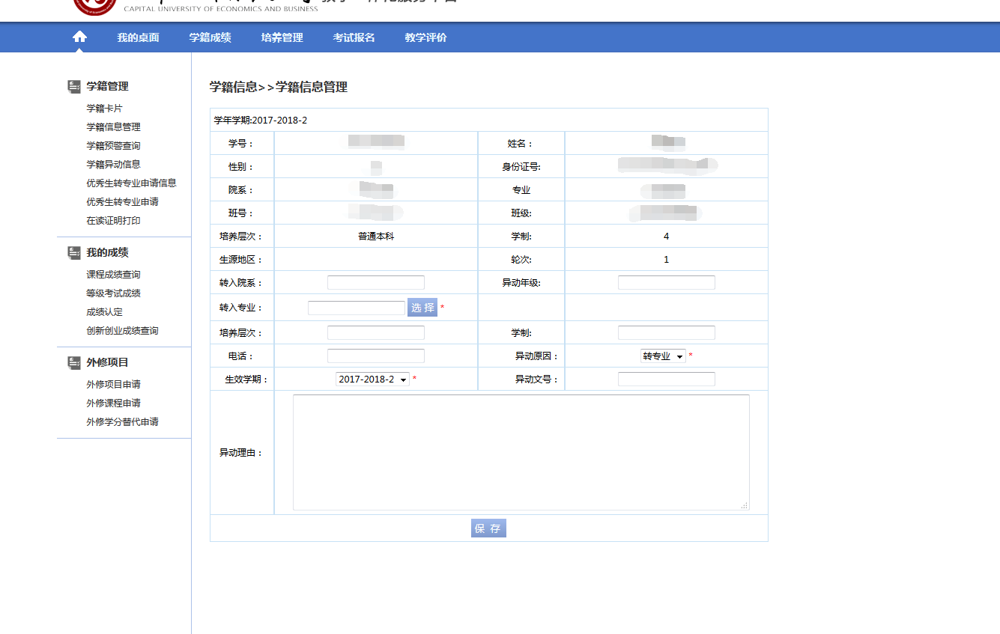 CAPITAL UNIVERSITY OF ECONOMICS AND BUSINESS
我的桌面 学籍成绩 培养管理 考试报名 教学评价
学籍管理
学籍卡片
学籍信息管理
学籍预警查询
学籍异动信息
优秀生转专业申请信息
优秀生转专业申请
在读证明打印
我的成绩
课程成绩查询
等级考试成绩
成绩认定
创新创业成绩查询
外修项目
外修项目申请
外修课程申请
外修学分替代申请
学籍信息>>学籍信息管理
学年学期:2017-2018-2
学号： 姓名：
性别： 身份证号:
院系： 专业
班号： 班级:
培养层次： 普通本科 学制: 4
生源地区： 轮次: 1
转入院系： 异动年级:
转入专业： 选 择 *
培养层次： 学制:
电话： 异动原因： 转专业 *
生效学期： 2017-2018-2 * 异动文号：
异动理由：
保 存